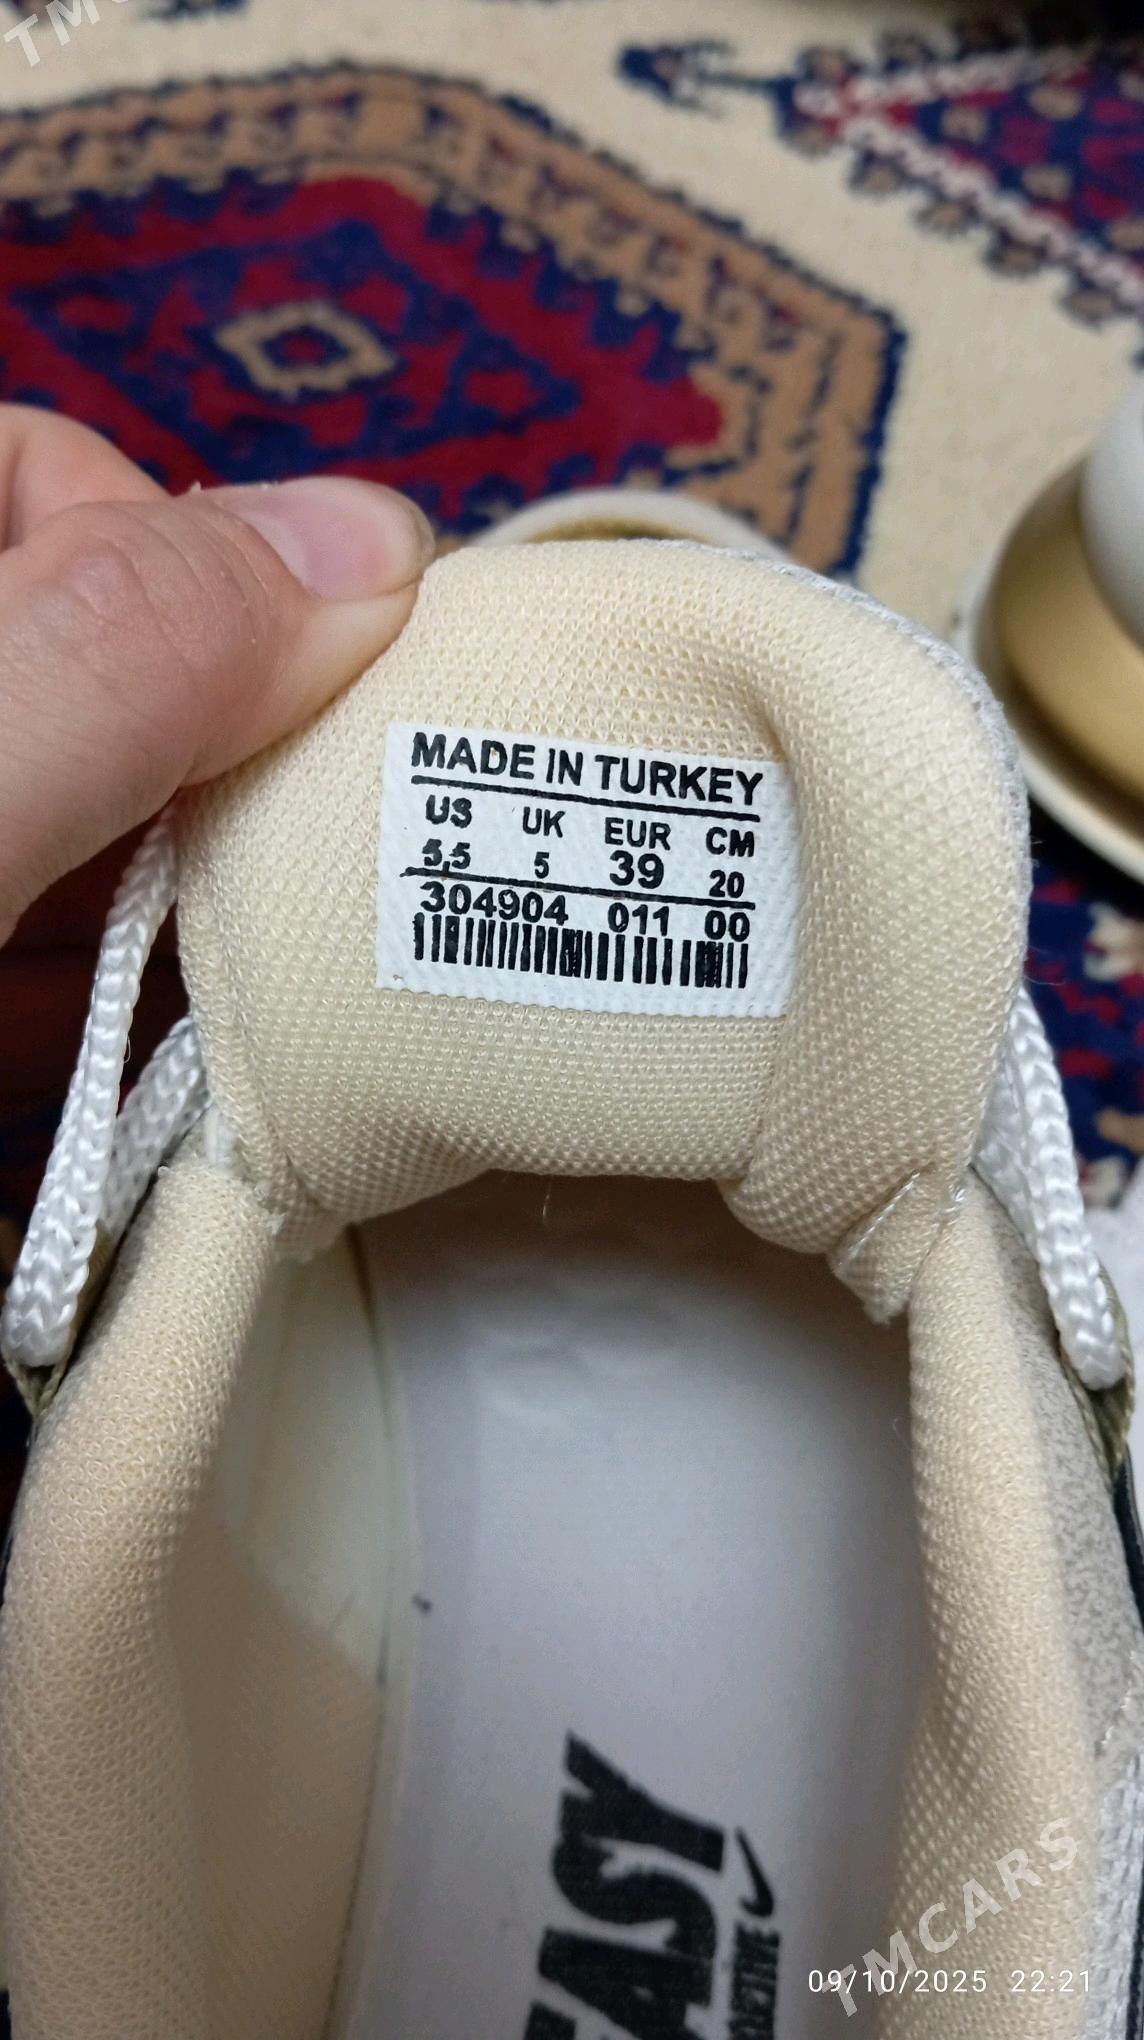 MADE IN TURKEY
US UK EUR CM
5,5 5 39 20
304904 011 00
EASY
TMCARS
09/10/2025 22:21